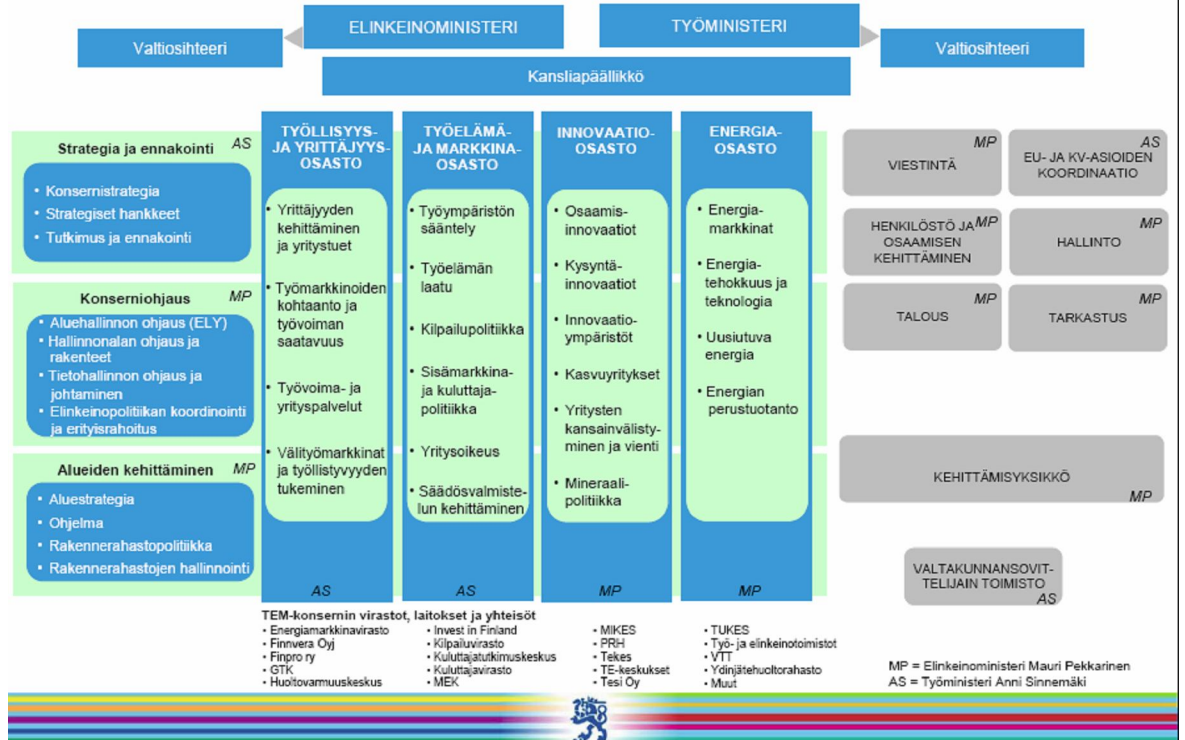 ELINKEINOMINISTERI
TYÖMINISTERI
Valtiosihteeri
Valtiosihteeri
Kansliapäällikkö
Strategia ja ennakointi
AS
• Konsernistrategia
• Strategiset hankkeet
• Tutkimus ja ennakointi
Konserniohjaus
MP
• Aluehallinnon ohjaus (ELY)
• Hallinnonalan ohjaus ja
rakenteet
• Tietohallinnon ohjaus ja
johtaminen
• Elinkeinopolitiikan koordinointi
ja erityisrahoitus
Alueiden kehittäminen
MP
• Aluestrategia
• Ohjelma
• Rakennerahastopolitiikka
• Rakennerahastojen hallinnointi
TYÖLLISYYS-
JA YRITTÄJYYS-
OSASTO
• Yrittäjyyden
kehittäminen
ja yritystuet
• Työmarkkinoiden
kohtaanto ja
työvoiman
saatavuus
• Työvoima- ja
yrityspalvelut
• Välityömarkkinat
ja työllistyvyyden
tukeminen
AS
TYÖELÄMÄ-
JA MARKKINA-
OSASTO
• Työympäristön
sääntely
• Työelämän
laatu
• Kilpailupolitiikka
• Sisämarkkina-
ja kuluttaja-
politiikka
• Yritysoikeus
• Säädösvalmiste-
lun kehittäminen
AS
INNOVAATIO-
OSASTO
• Osaamis-
innovaatiot
• Kysyntä-
innovaatiot
• Innovaatio-
ympäristöt
• Kasvuyritykset
• Yritysten
kansainvälisty-
minen ja vienti
• Mineraali-
politiikka
MP
ENERGIA-
OSASTO
• Energia-
markkinat
• Energia-
tehokkuus ja
teknologia
• Uusiutuva
energia
• Energian
perustuotanto
MP
MP
VIESTINTÄ
AS
EU- JA KV-ASIOIDEN
KOORDINAATIO
MP
HENKILÖSTÖ JA
OSAAMISEN
KEHITTÄMINEN
MP
HALLINTO
MP
TALOUS
MP
TARKASTUS
KEHITTÄMISYKSIKKÖ
MP
VALTAKUNNANSOVIT-
TELIJAIN TOIMISTO
AS
TEM-konsernin virastot, laitokset ja yhteisöt
• Energiamarkkinavirasto
• Finnvera Oyj
• Finpro ry
• GTK
• Huoltovarmuuskeskus
• Invest in Finland
• Kilpailuvirasto
• Kuluttajatutkimuskeskus
• Kuluttajavirasto
• MEK
• MIKES
• PRH
• Tekes
• TE-keskukset
• Tesi Oy
• TUKES
• Työ- ja elinkeinotoimistot
• VTT
• Ydinjätehuoltorahasto
• Muut
MP = Elinkeinoministeri Mauri Pekkarinen
AS = Työministeri Anni Sinnemäki